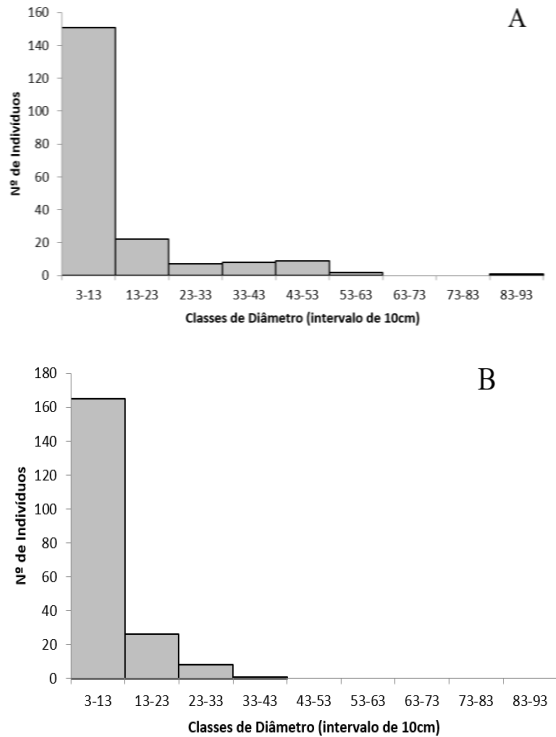 A
160
140
120
100
80
60
40
20
0
Nº de Indivíduos
3-13 13-23 23-33 33-43 43-53 53-63 63-73 73-83 83-93
Classes de Diâmetro (intervalo de 10cm)
B
180
160
140
120
100
80
60
40
20
0
Nº de Indivíduos
3-13 13-23 23-33 33-43 43-53 53-63 63-73 73-83 83-93
Classes de Diâmetro (intervalo de 10cm)